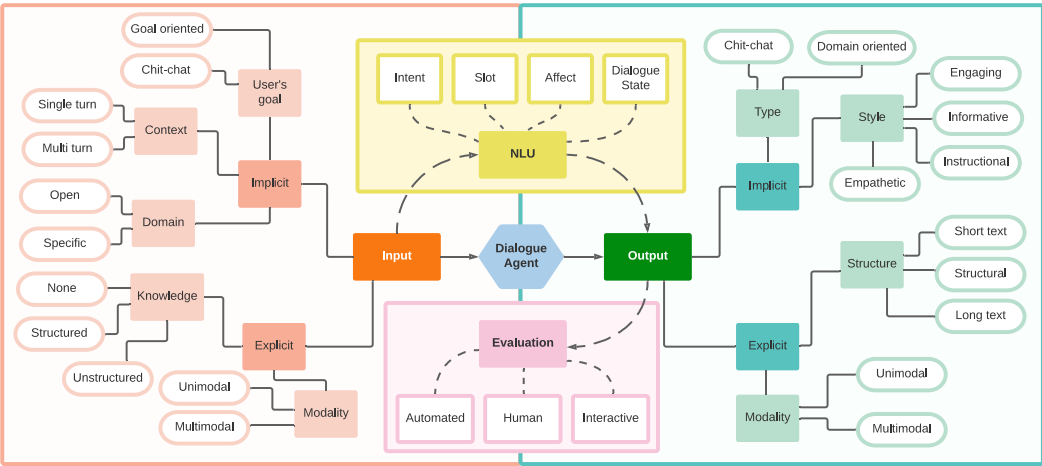 Goal oriented
Chit-chat
User's
goal
Single turn
Multi turn
Context
Implicit
Open
Specific
Domain
None
Structured
Unstructured
Knowledge
Explicit
Unimodal
Multimodal
Modality
Input
Intent
Slot
Affect
Dialogue
State
NLU
Dialogue
Agent
Output
Evaluation
Automated
Human
Interactive
Chit-chat
Domain oriented
Type
Style
Engaging
Informative
Instructional
Empathetic
Implicit
Short text
Structural
Long text
Structure
Explicit
Unimodal
Multimodal
Modality